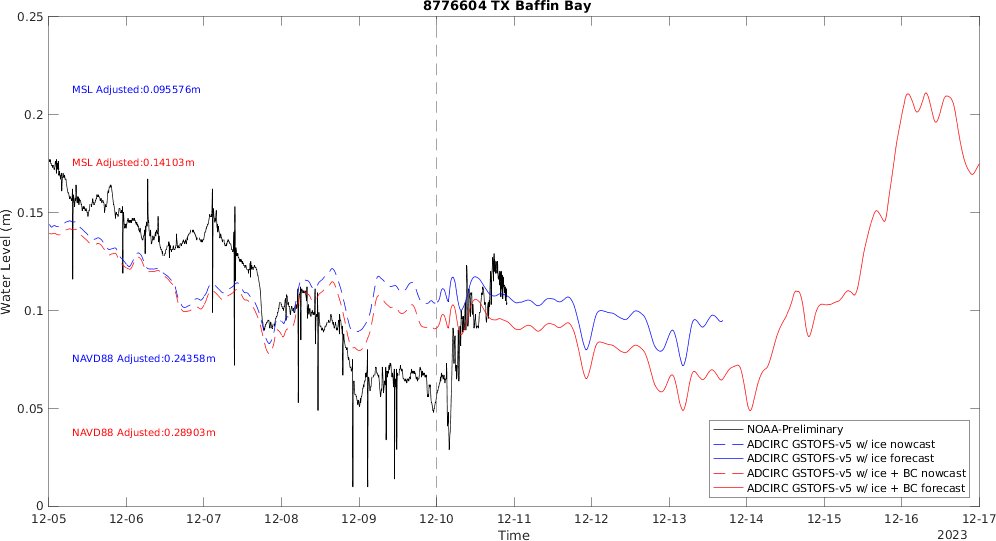 8776604 TX Baffin Bay
0.25
0.2
0.15
0.1
0.05
0
Water Level (m)
MSL Adjusted:0.095576m
MSL Adjusted:0.14103m
NAVD88 Adjusted:0.24358m
NAVD88 Adjusted:0.28903m
NOAA-Preliminary
ADCIRC GSTOFS-v5 w/ ice nowcast
ADCIRC GSTOFS-v5 w/ ice forecast
ADCIRC GSTOFS-v5 w/ ice + BC nowcast
ADCIRC GSTOFS-v5 w/ ice + BC forecast
12-05 12-06 12-07 12-08 12-09 12-10 12-11 12-12 12-13 12-14 12-15 12-16 12-17
Time
2023